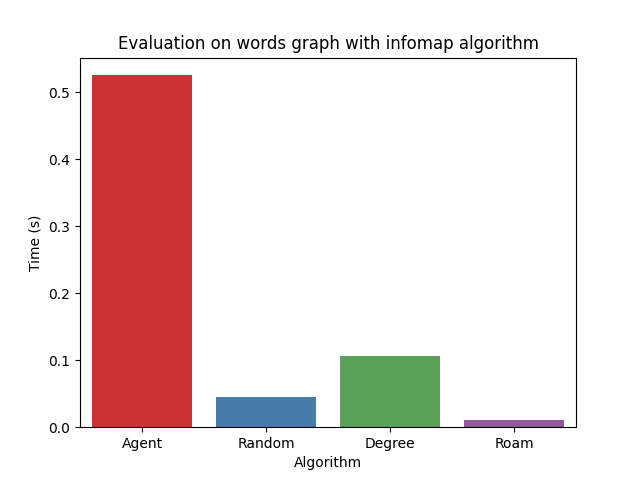 Evaluation on words graph with infomap algorithm
0.5
0.4
0.3
0.2
0.1
0.0
Time (s)
Agent Random Degree Roam
Algorithm